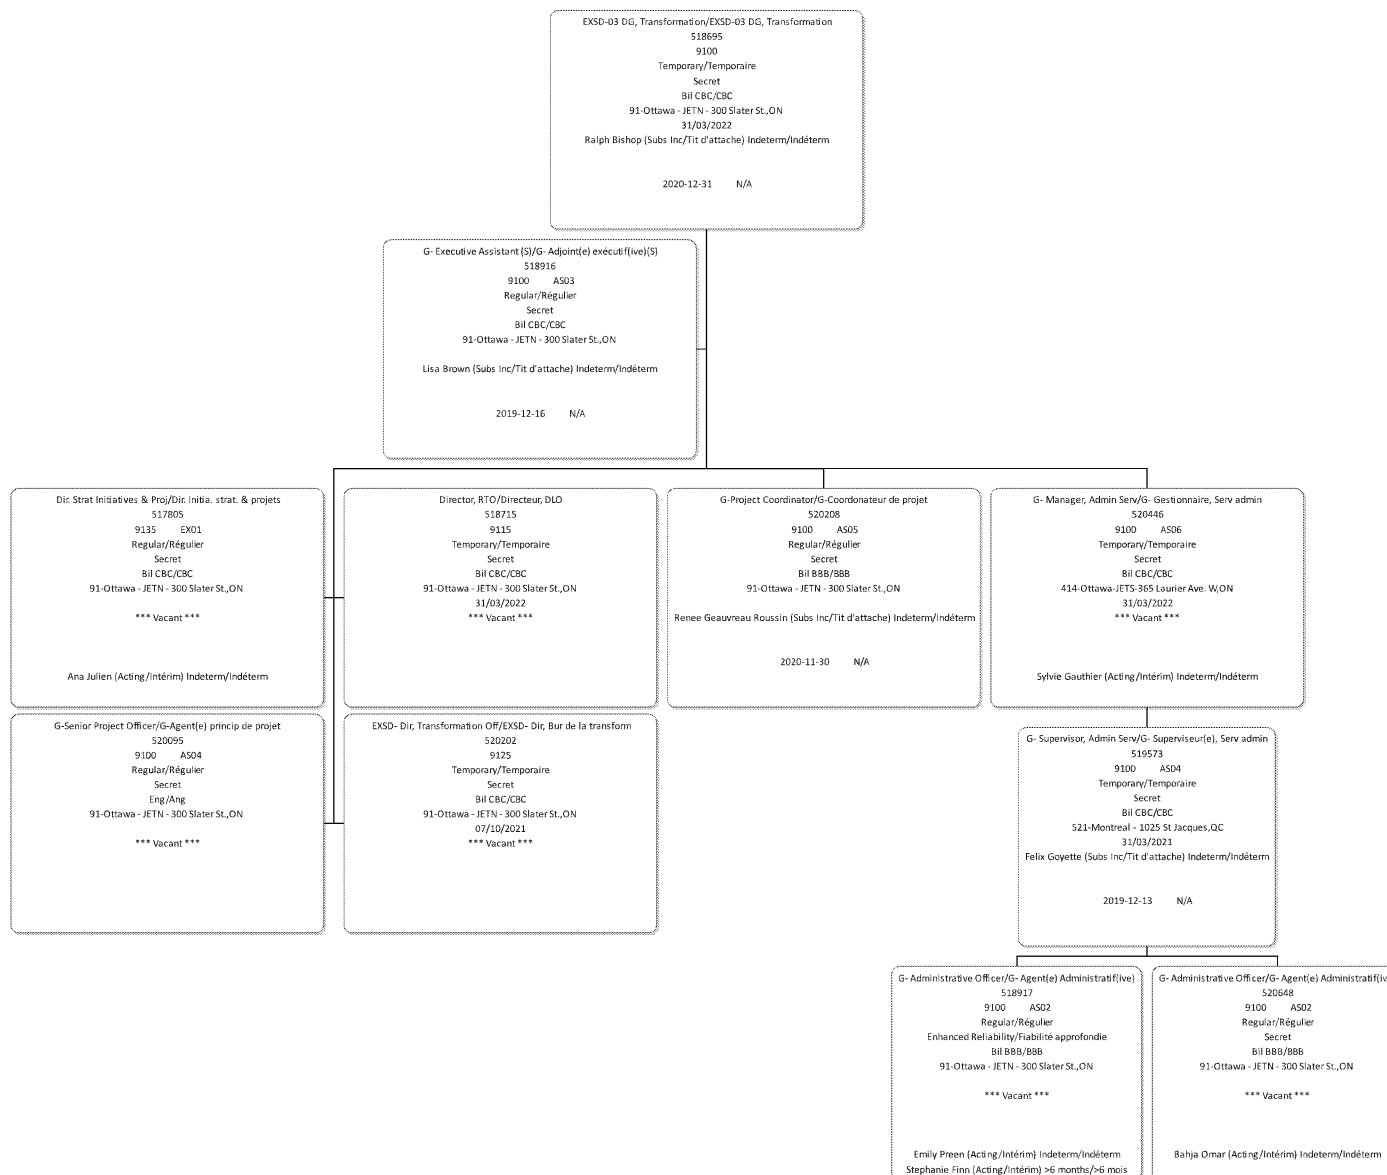 EXSD-03 DG, Transformation/EXSD-03 DG, Transformation
518695
9100
Temporary/Temporaire
Secret
Bil CBC/CBC
91-Ottawa - JETN - 300 Slater St.,ON
31/03/2022
Ralph Bishop (Subs Inc/Tit d'attache) Indeterm/Indéterm
2020-12-31 N/A
G- Executive Assistant (S)/G- Adjoint(e) exécutif(ive)(S)
518916
9100 AS03
Regular/Régulier
Secret
Bil CBC/CBC
91-Ottawa - JETN - 300 Slater St.,ON
Lisa Brown (Subs Inc/Tit d'attache) Indeterm/Indéterm
2019-12-16 N/A
Dir. Strat Initiatives & Proj/Dir. Initia. strat. & projets
517805
9135 EX01
Regular/Régulier
Secret
Bil CBC/CBC
91-Ottawa - JETN - 300 Slater St.,ON
*** Vacant ***
Ana Julien (Acting/Intérim) Indeterm/Indéterm
Director, RTO/Directeur, DLO
518715
9115
Temporary/Temporaire
Secret
Bil CBC/CBC
91-Ottawa - JETN - 300 Slater St.,ON
31/03/2022
*** Vacant ***
G-Project Coordinator/G-Coordonateur de projet
520208
9100 AS05
Regular/Régulier
Secret
Bil BBB/BBB
91-Ottawa - JETN - 300 Slater St.,ON
Renee Geauvreau Roussin (Subs Inc/Tit d'attache) Indeterm/Indéterm
2020-11-30 N/A
G- Manager, Admin Serv/G- Gestionnaire, Serv admin
520446
9100 AS06
Temporary/Temporaire
Secret
Bil CBC/CBC
414-Ottawa-JETS-365 Laurier Ave. W,ON
31/03/2022
*** Vacant ***
Sylvie Gauthier (Acting/Intérim) Indeterm/Indéterm
G-Senior Project Officer/G-Agent(e) princip de projet
520095
9100 AS04
Regular/Régulier
Secret
Eng/Ang
91-Ottawa - JETN - 300 Slater St.,ON
*** Vacant ***
EXSD- Dir, Transformation Off/EXSD- Dir, Bur de la transform
520202
9125
Temporary/Temporaire
Secret
Bil CBC/CBC
91-Ottawa - JETN - 300 Slater St.,ON
07/10/2021
*** Vacant ***
G- Supervisor, Admin Serv/G- Superviseur(e), Serv admin
519573
9100 AS04
Temporary/Temporaire
Secret
Bil CBC/CBC
521-Montreal - 1025 St Jacques,QC
31/03/2021
Felix Goyette (Subs Inc/Tit d'attache) Indeterm/Indéterm
2019-12-13 N/A
G- Administrative Officer/G- Agent(e) Administratif(ive)
518917
9100 AS02
Regular/Régulier
Enhanced Reliability/Fiabilité approfondie
Bil BBB/BBB
91-Ottawa - JETN - 300 Slater St.,ON
*** Vacant ***
Emily Preen (Acting/Intérim) Indeterm/Indéterm
Stephanie Finn (Acting/Intérim) >6 months/>6 mois
G- Administrative Officer/G- Agent(e) Administratif(iv
520648
9100 AS02
Regular/Régulier
Secret
Bil BBB/BBB
91-Ottawa - JETN - 300 Slater St.,ON
*** Vacant ***
Bahja Omar (Acting/Intérim) Indeterm/Indéterm